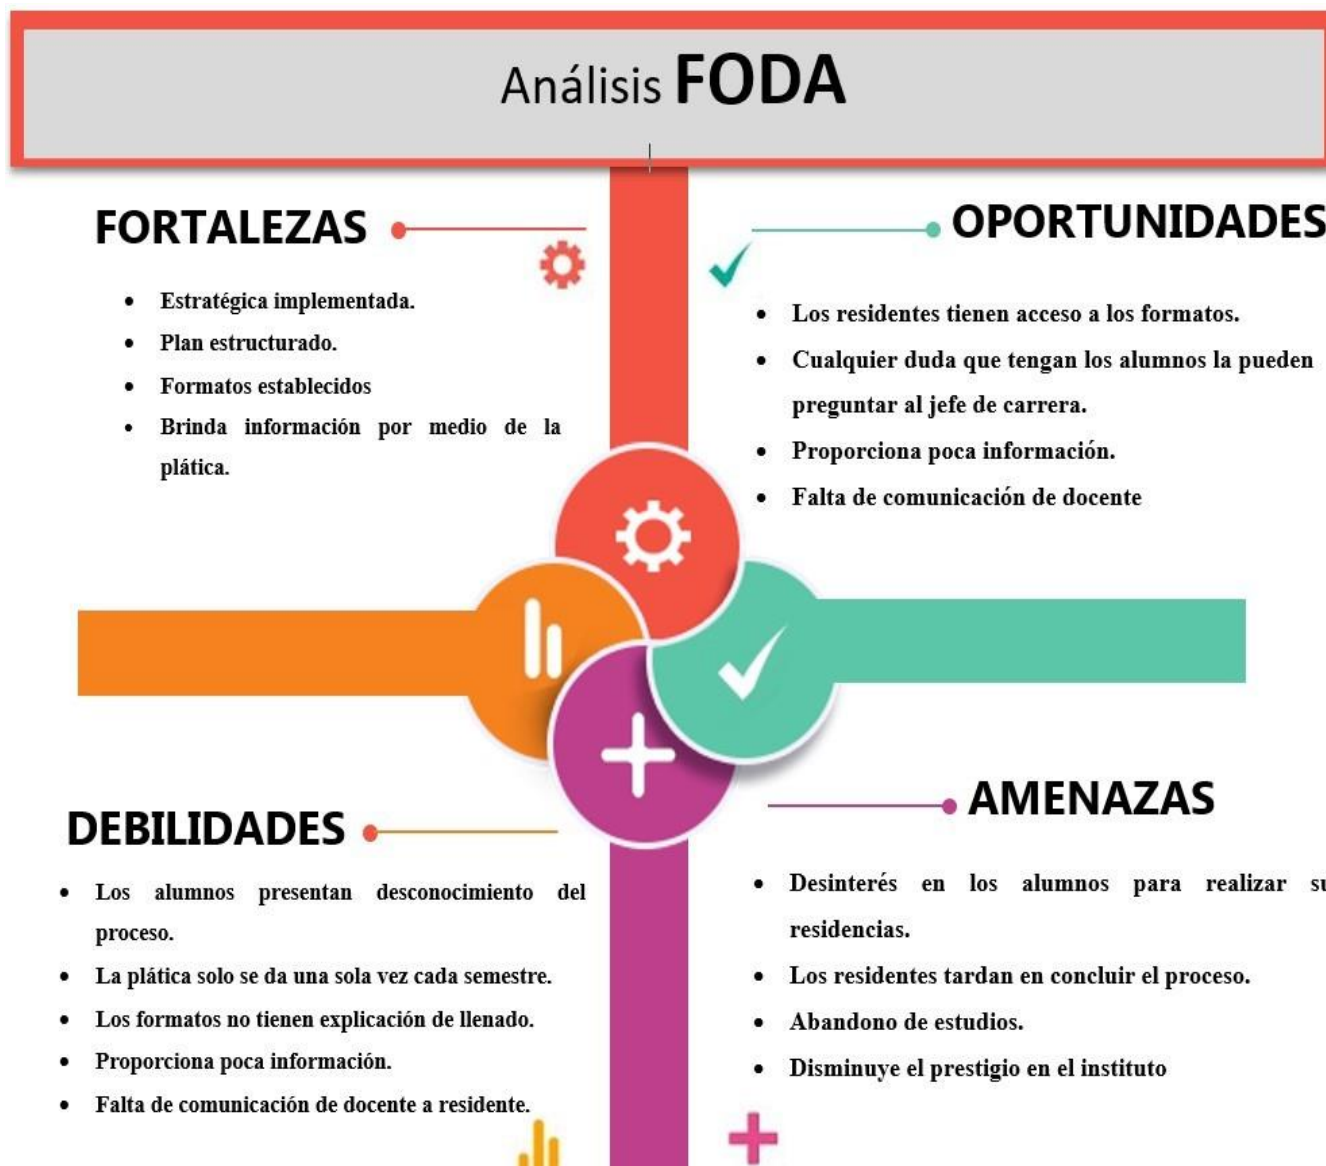 Análisis FODA
FORTALEZAS
• Estratégica implementada.
• Plan estructurado.
• Formatos establecidos
• Brinda información por medio de la
plática.
OPORTUNIDADES
• Los residentes tienen acceso a los formatos.
• Cualquier duda que tengan los alumnos la pueden
preguntar al jefe de carrera.
• Proporciona poca información.
• Falta de comunicación de docente
DEBILIDADES
• Los alumnos presentan desconocimiento del
proceso.
• La plática solo se da una sola vez cada semestre.
• Los formatos no tienen explicación de llenado.
• Proporciona poca información.
• Falta de comunicación de docente a residente.
AMENAZAS
• Desinterés en los alumnos para realizar
residencias.
• Los residentes tardan en concluir el proceso.
• Abandono de estudios.
• Disminuye el prestigio en el instituto